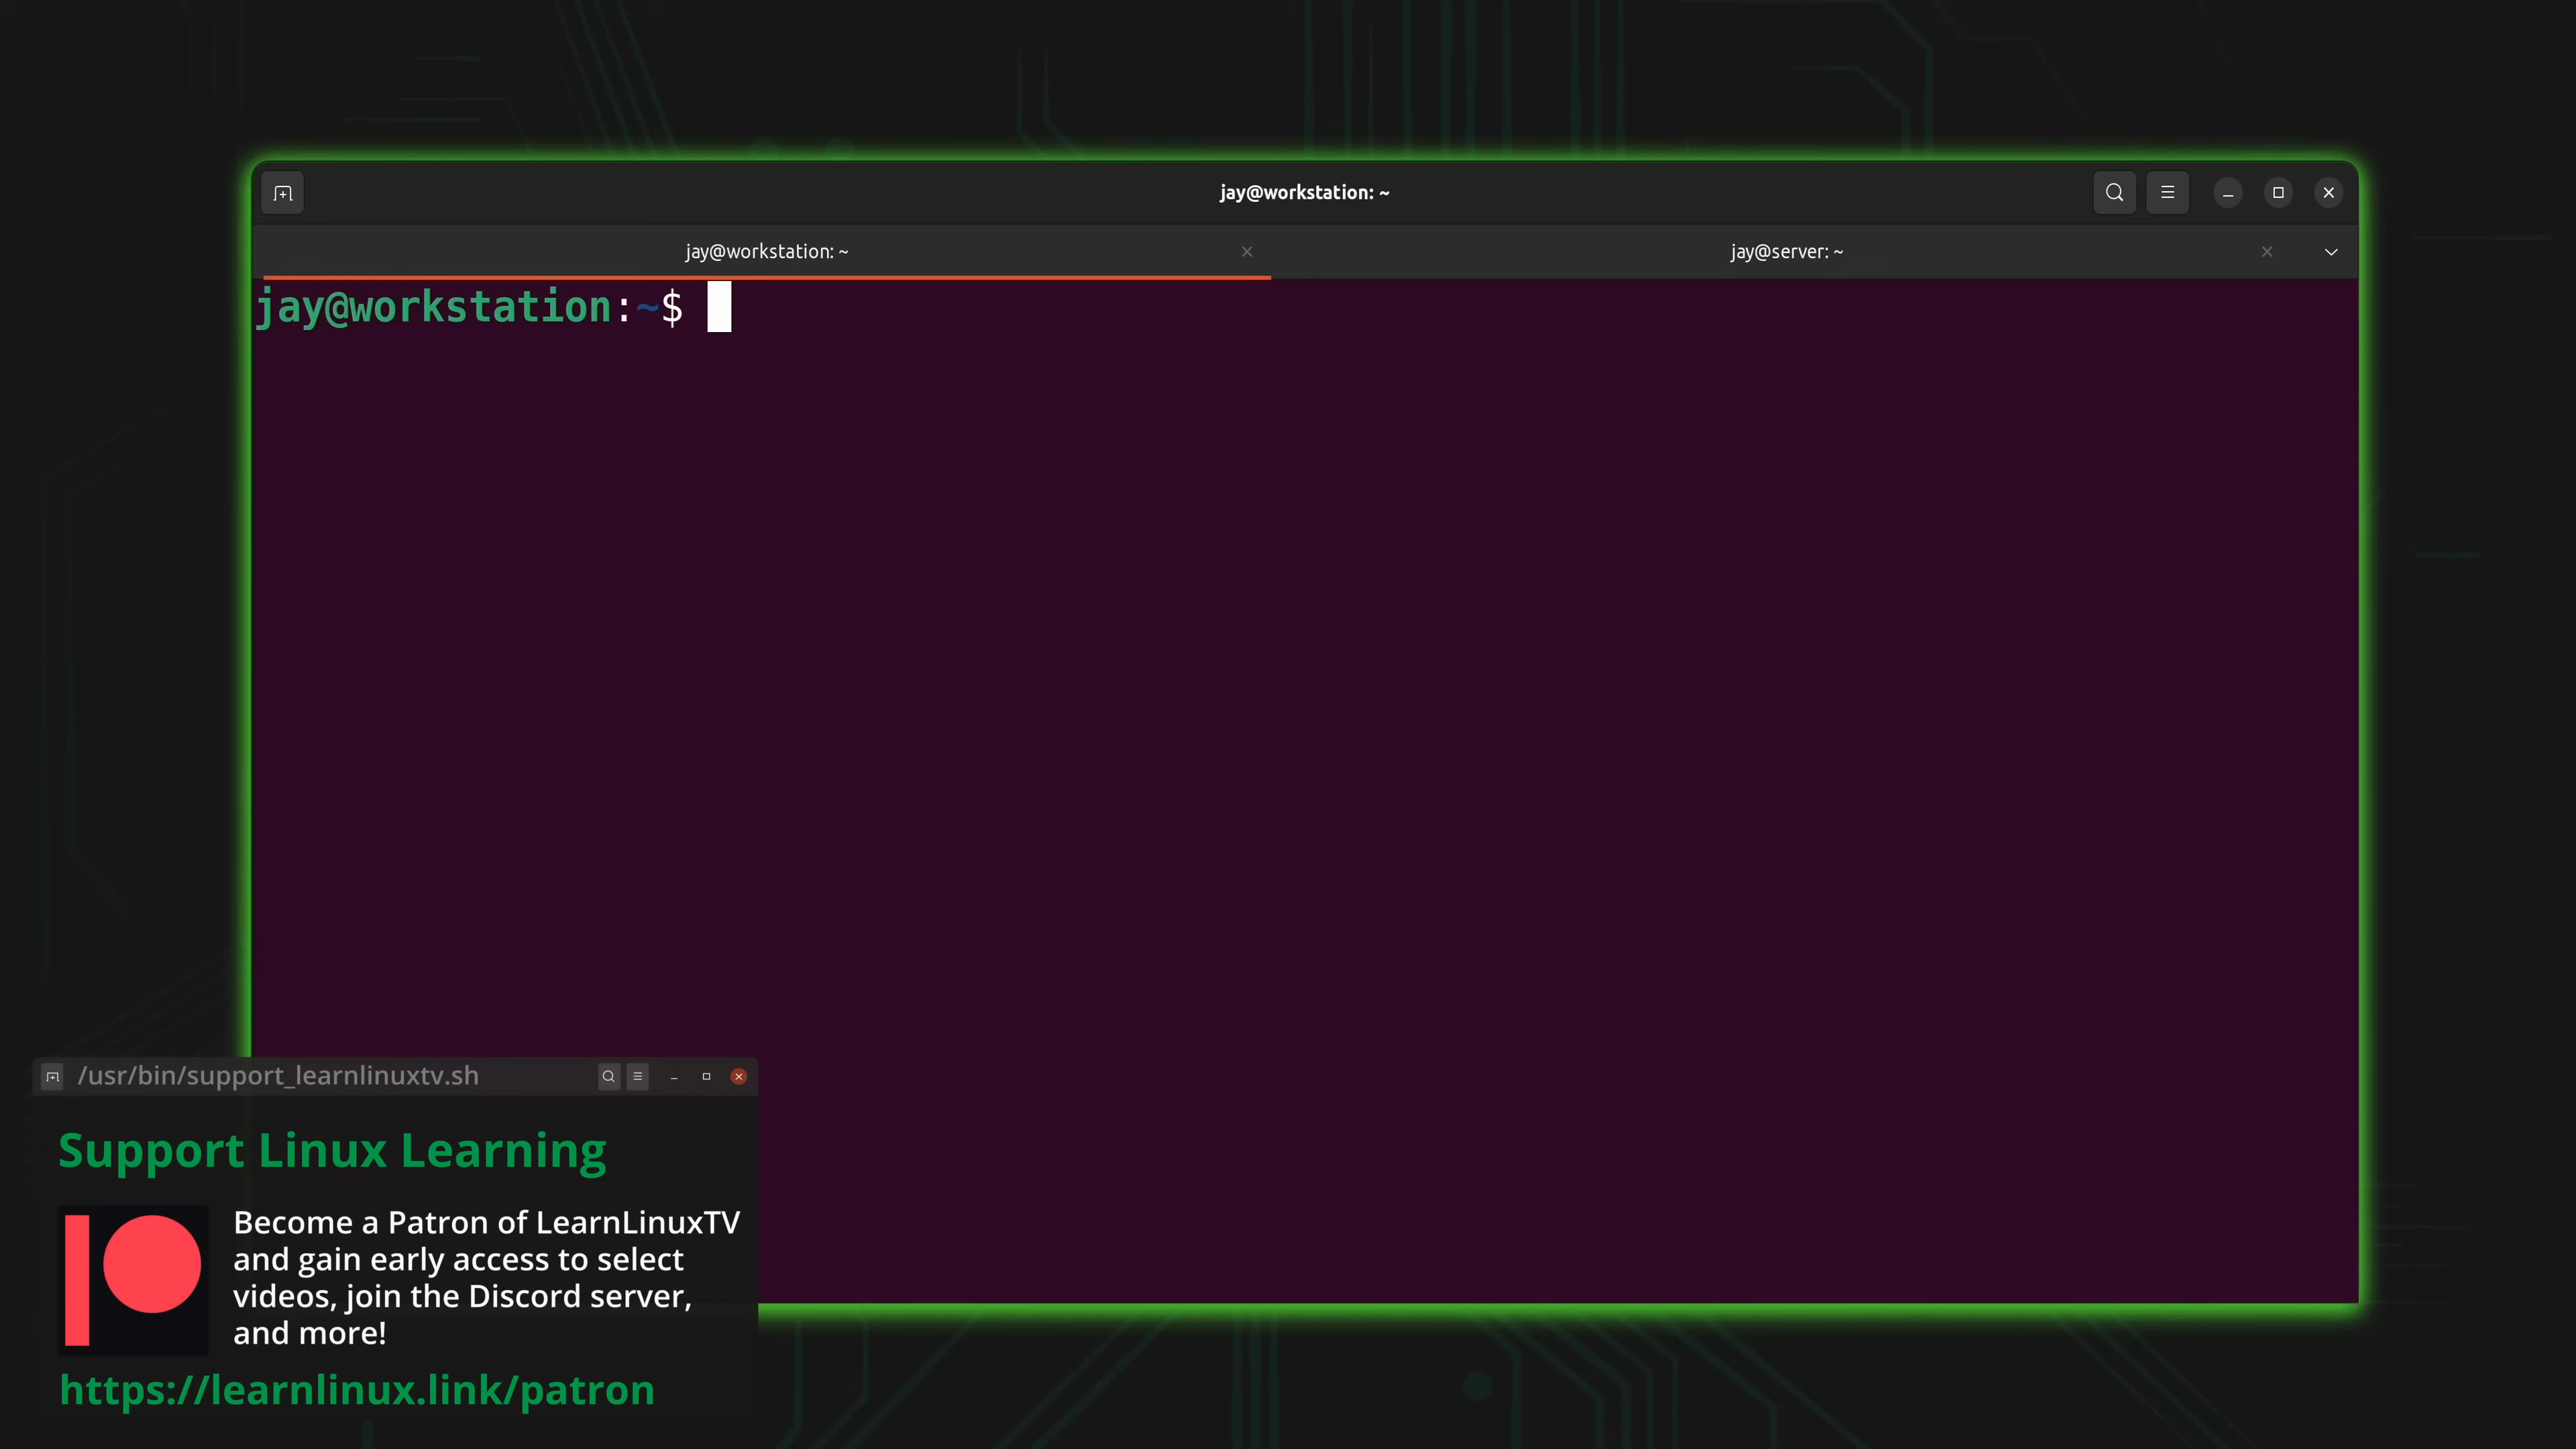 jay@workstation: ~
jay@workstation: ~
jay@server: ~
jay@workstation:~$
/usr/bin/support_learnlinuxtv.sh
Support Linux Learning
Become a Patron of LearnLinuxTV
and gain early access to select
videos, join the Discord server,
and more!
https://learnlinux.link/patron